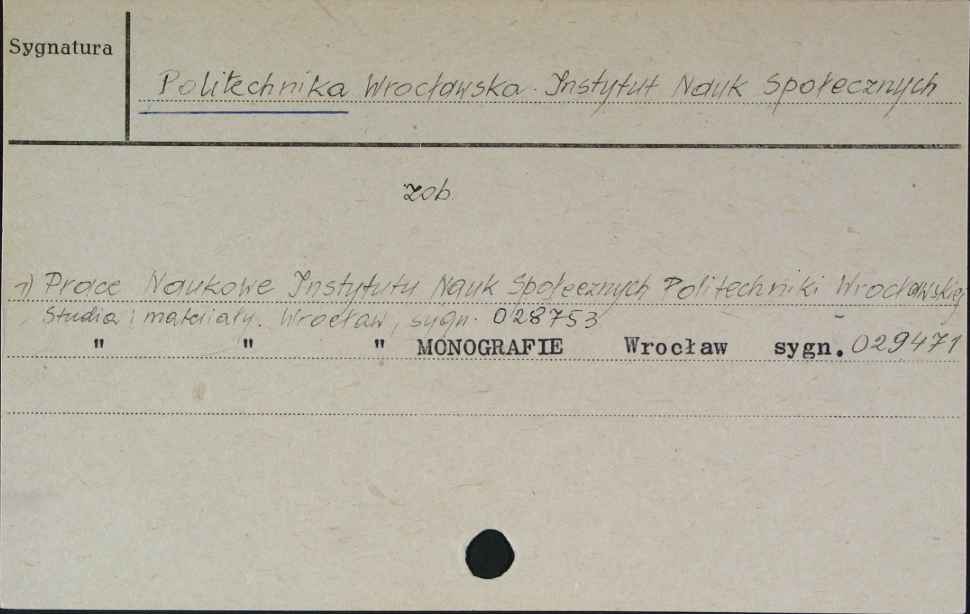 Sygnatura
Politechnika Wrocławska. Instytut Nauk Społecznych
zob.
1) Prace Naukowe Instytutu Nauk Społecznych Politechniki Wrocławskiej
Studia i materiały. Wrocław, sygn. 028753
" " " MONOGRAFIE Wrocław sygn. 029471